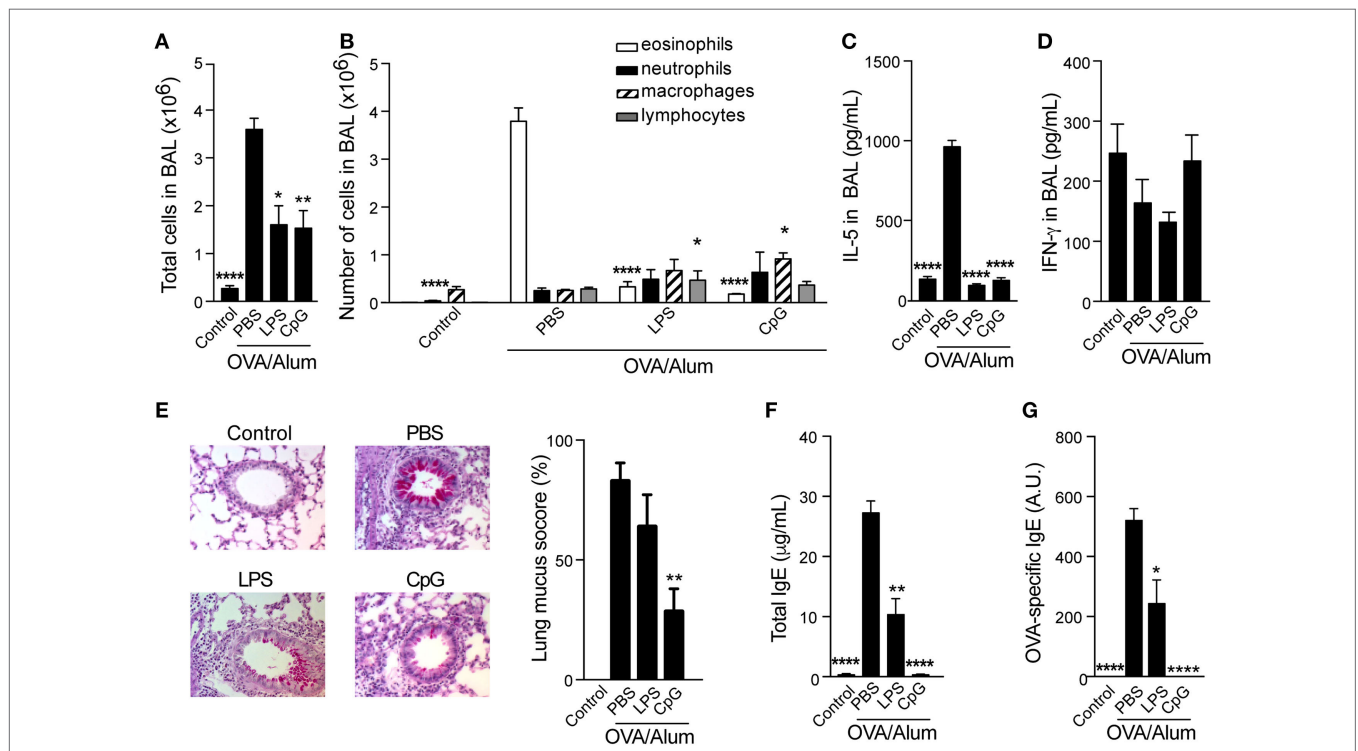 A
Total cells in BAL (x10⁶)
5
4
3
2
1
0
****
*
**
Control
PBS
LPS
CpG
OVA/Alum
B
Number of cells in BAL (x10⁶)
5
4
3
2
1
0
eosinophils
neutrophils
macrophages
lymphocytes
****
****
*
****
*
Control
PBS
LPS
CpG
OVA/Alum
C
IL-5 in BAL (pg/mL)
1500
1000
500
0
****
****
****
Control
PBS
LPS
CpG
OVA/Alum
D
IFN-γ in BAL (pg/mL)
400
300
200
100
0
Control
PBS
LPS
CpG
OVA/Alum
E
Control
PBS
LPS
CpG
Lung mucus socore (%)
100
50
0
**
Control
PBS
LPS
CpG
OVA/Alum
F
Total IgE (μg/mL)
40
30
20
10
0
****
**
****
Control
PBS
LPS
CpG
OVA/Alum
G
OVA-specific IgE (A.U.)
800
600
400
200
0
****
*
****
Control
PBS
LPS
CpG
OVA/Alum